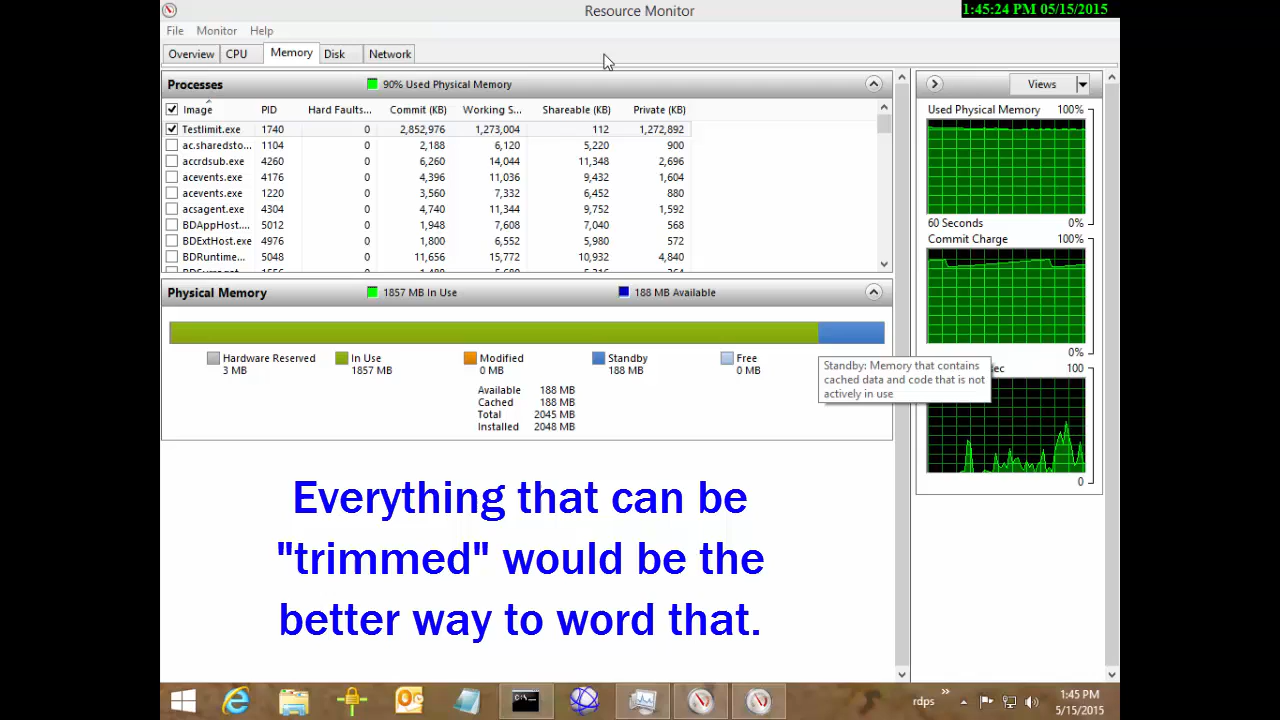 Resource Monitor
1:45:24 PM 05/15/2015
File Monitor Help
Overview CPU Memory Disk Network
Processes 90% Used Physical Memory
Image PID Hard Faults... Commit (KB) Working S... Shareable (KB) Private (KB)
Testlimit.exe 1740 0 2,852,976 1,273,004 112 1,272,892
ac.sharedsto... 1104 0 2,188 6,120 5,220 900
accrdsub.exe 4260 0 6,260 14,044 11,348 2,696
acevents.exe 4176 0 4,396 11,036 9,432 1,604
acevents.exe 1220 0 3,560 7,332 6,452 880
acsagent.exe 4304 0 4,740 11,344 9,752 1,592
BDAppHost.... 5012 0 1,948 7,608 7,040 568
BDExtHost.exe 4976 0 1,800 6,552 5,980 572
BDRuntime... 5048 0 11,656 15,772 10,932 4,840
Physical Memory 1857 MB In Use 188 MB Available
Hardware Reserved In Use Modified Standby Free
3 MB 1857 MB 0 MB 188 MB 0 MB
Available 188 MB
Cached 188 MB
Total 2045 MB
Installed 2048 MB
Standby: Memory that contains
cached data and code that is not
actively in use
Views
Used Physical Memory 100%
60 Seconds 0%
Commit Charge 100%
0%
100
0
Everything that can be
"trimmed" would be the
better way to word that.
rdps
1:45 PM
5/15/2015